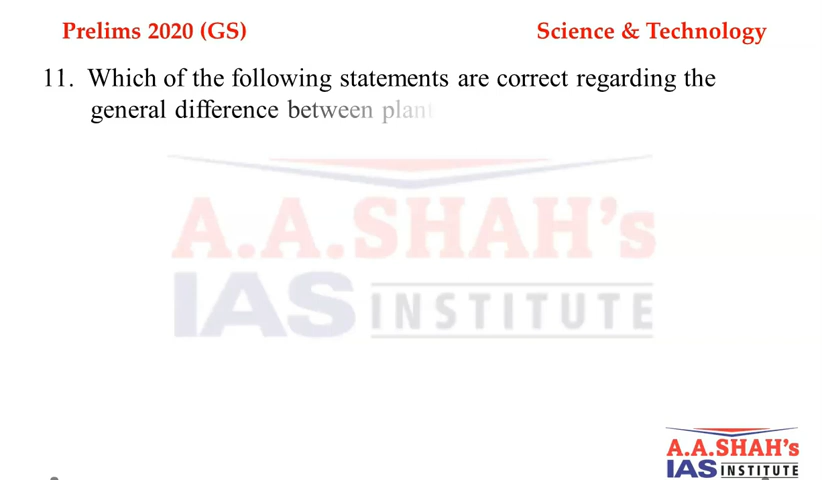 Prelims 2020 (GS)
Science & Technology
11. Which of the following statements are correct regarding the
general difference between plant
A.A.SHAH's
IAS INSTITUTE
A.A.SHAH's
IAS INSTITUTE